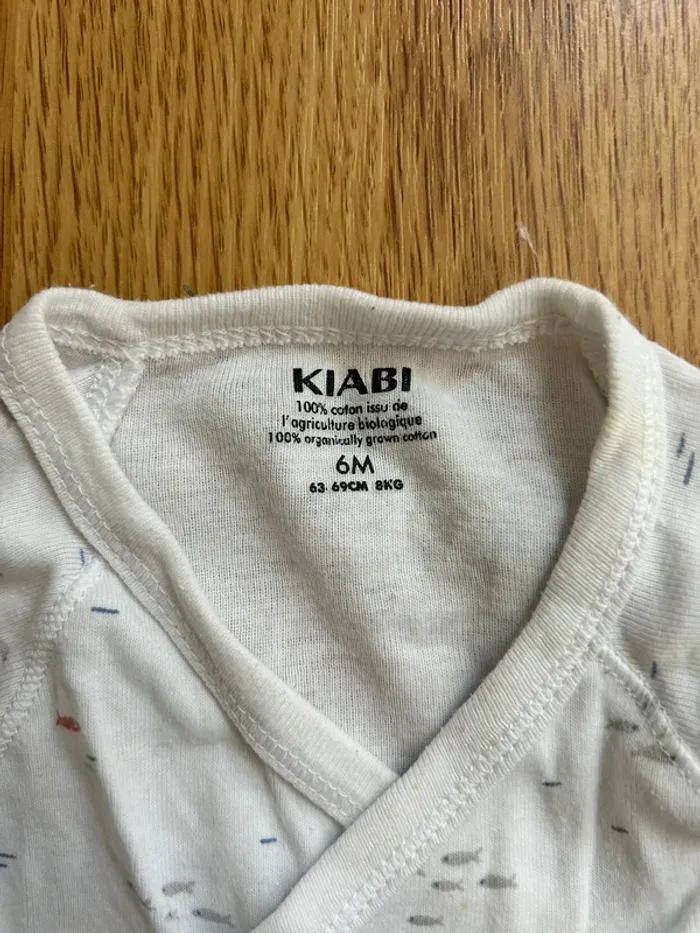 KIABI
100% coton issu de
l'agriculture biologique
100% organically grown cotton
6M
63-69CM 8KG